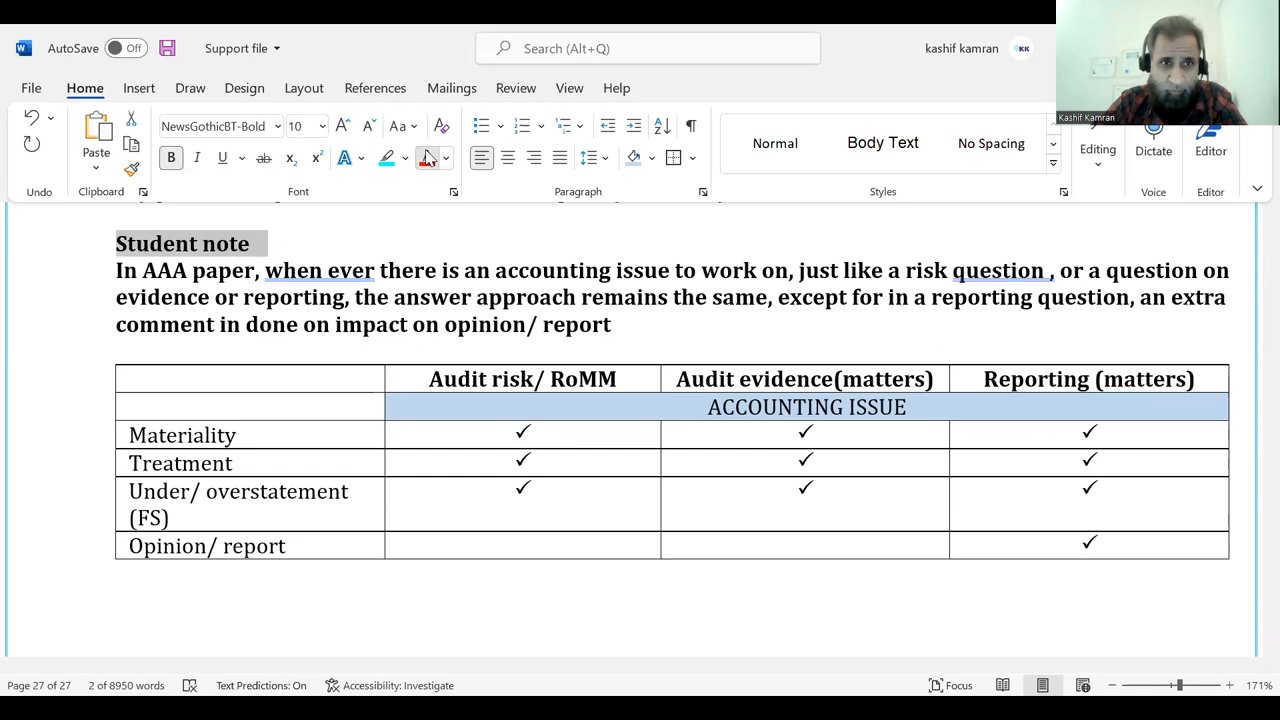 AutoSave Off Support file Search (Alt+Q) kashif kamran KK
Kashif Kamran
File Home Insert Draw Design Layout References Mailings Review View Help
NewsGothicBT-Bold 10 Aa
Paste B I U ab x₂ x² A
Normal Body Text No Spacing
Editing Dictate Editor
Undo Clipboard Font Paragraph Styles Voice Editor
Student note
In AAA paper, when ever there is an accounting issue to work on, just like a risk question , or a question on
evidence or reporting, the answer approach remains the same, except for in a reporting question, an extra
comment in done on impact on opinion/ report
Audit risk/ RoMM Audit evidence(matters) Reporting (matters)
ACCOUNTING ISSUE
Materiality ✓ ✓ ✓
Treatment ✓ ✓ ✓
Under/ overstatement ✓ ✓ ✓
(FS)
Opinion/ report ✓
Page 27 of 27 2 of 8950 words Text Predictions: On Accessibility: Investigate Focus 171%